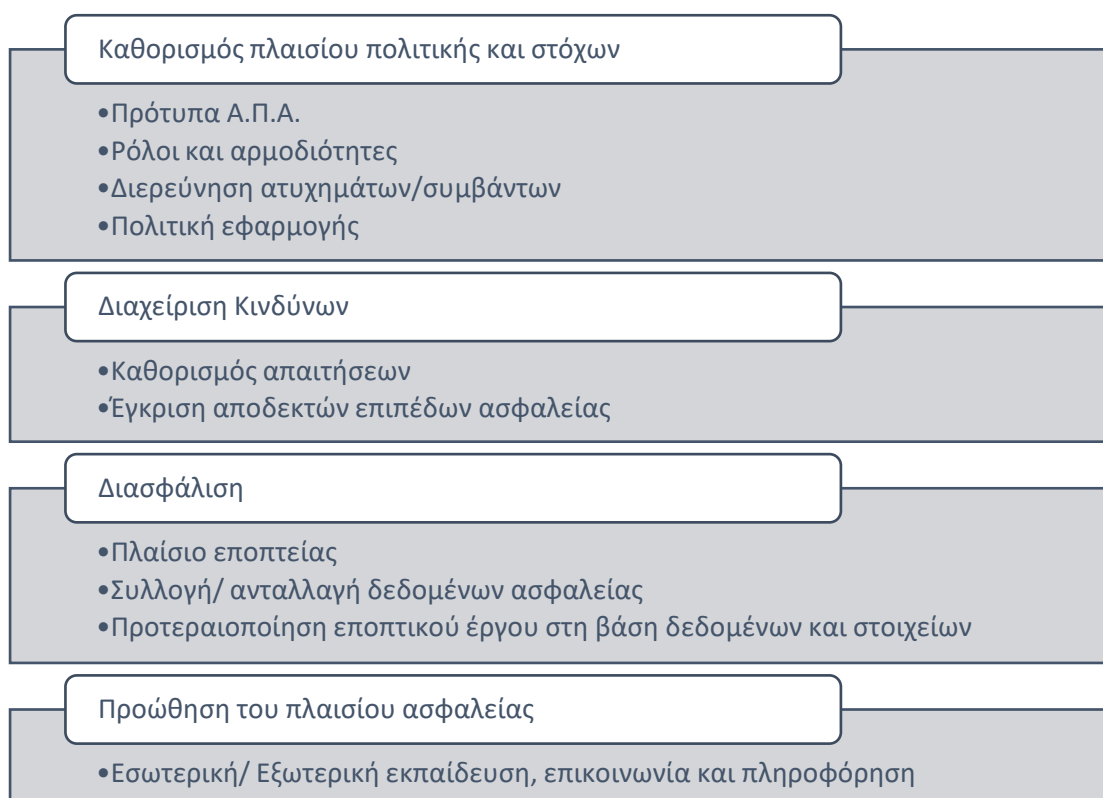 Καθορισμός πλαισίου πολιτικής και στόχων
•Πρότυπα Α.Π.Α.
•Ρόλοι και αρμοδιότητες
•Διερεύνηση ατυχημάτων/συμβάντων
•Πολιτική εφαρμογής
Διαχείριση Κινδύνων
•Καθορισμός απαιτήσεων
•Έγκριση αποδεκτών επιπέδων ασφαλείας
Διασφάλιση
•Πλαίσιο εποπτείας
•Συλλογή/ ανταλλαγή δεδομένων ασφαλείας
•Προτεραιοποίηση εποπτικού έργου στη βάση δεδομένων και στοιχείων
Προώθηση του πλαισίου ασφαλείας
•Εσωτερική/ Εξωτερική εκπαίδευση, επικοινωνία και πληροφόρηση